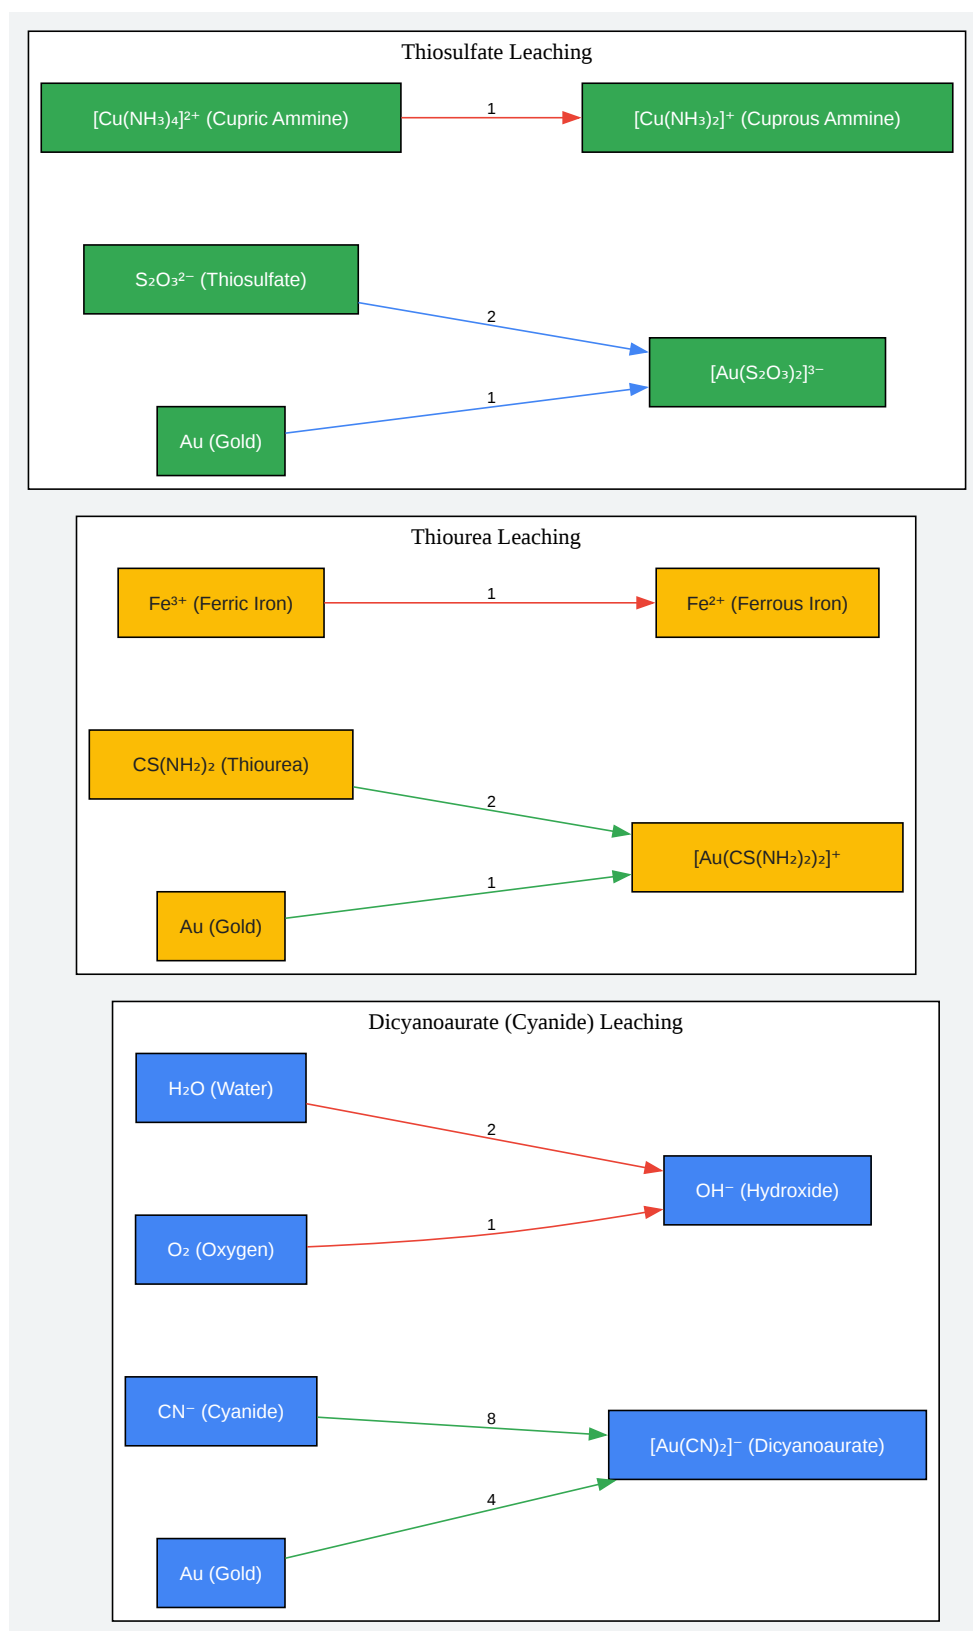 Thiosulfate Leaching
[Cu(NH₃)₄]²⁺ (Cupric Ammine)
1
[Cu(NH₃)₂]⁺ (Cuprous Ammine)
S₂O₃²⁻ (Thiosulfate)
2
[Au(S₂O₃)₂]³⁻
1
Au (Gold)
Thiourea Leaching
Fe³⁺ (Ferric Iron)
1
Fe²⁺ (Ferrous Iron)
CS(NH₂)₂ (Thiourea)
2
[Au(CS(NH₂)₂)₂]⁺
1
Au (Gold)
Dicyanoaurate (Cyanide) Leaching
H₂O (Water)
2
OH⁻ (Hydroxide)
1
O₂ (Oxygen)
CN⁻ (Cyanide)
8
[Au(CN)₂]⁻ (Dicyanoaurate)
4
Au (Gold)